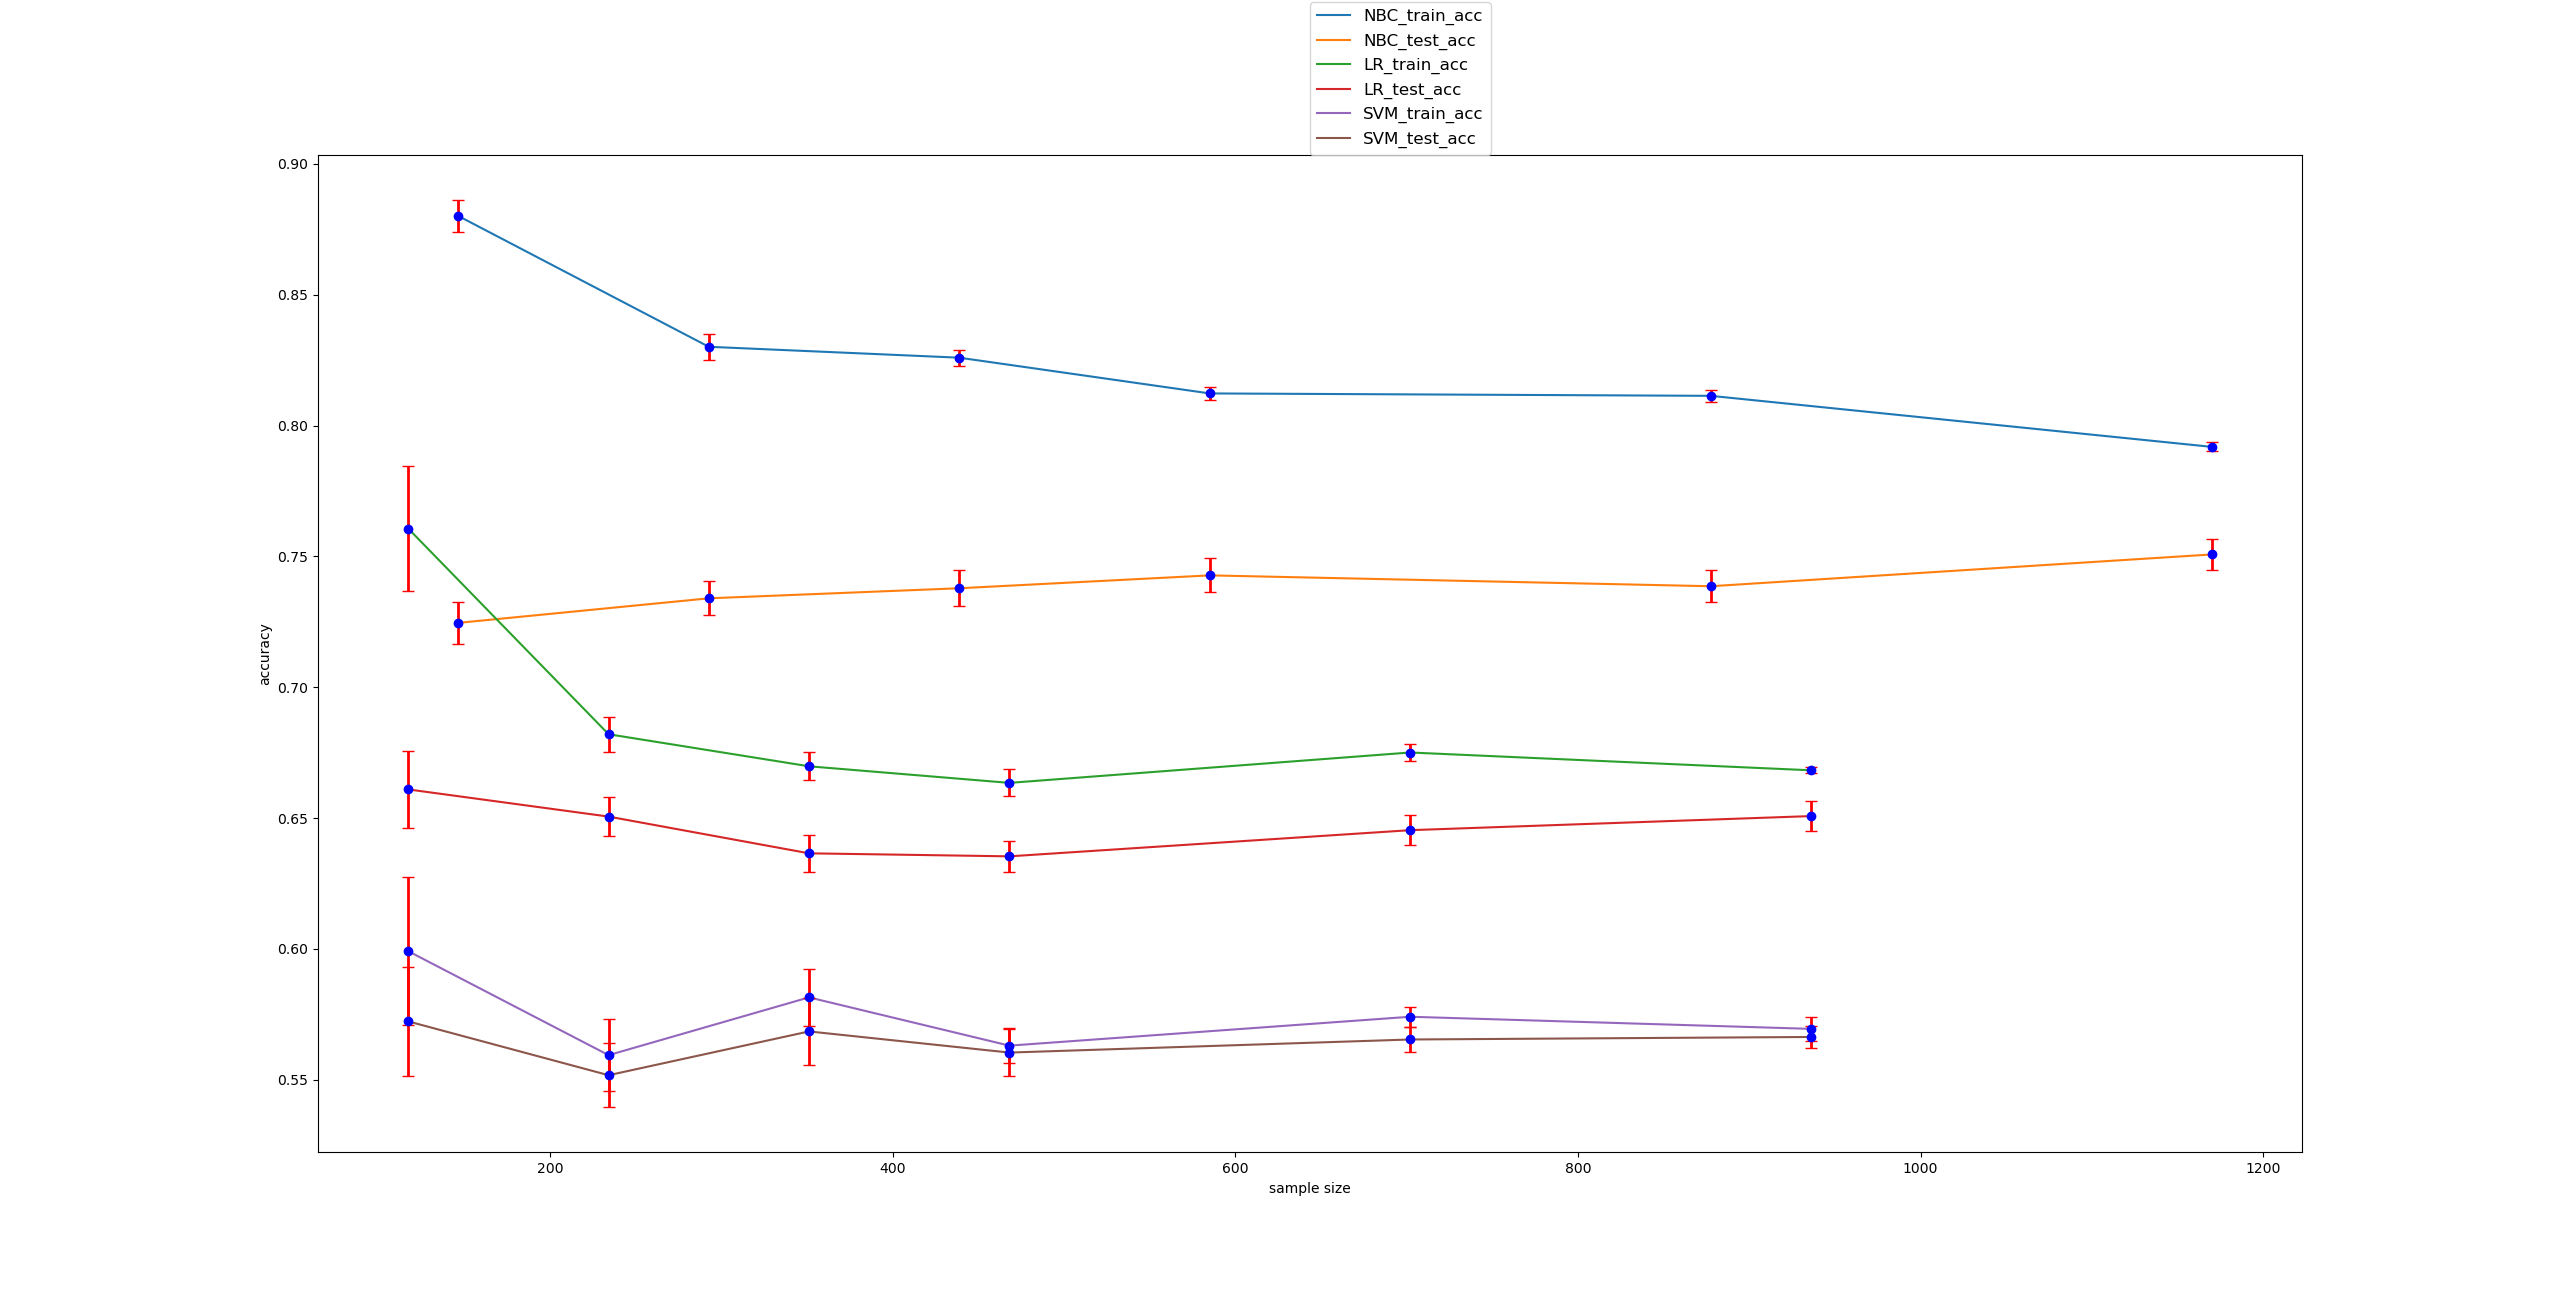 NBC_train_acc
NBC_test_acc
LR_train_acc
LR_test_acc
SVM_train_acc
SVM_test_acc
0.90
0.85
0.80
0.75
0.70
0.65
0.60
0.55
accuracy
200 400 600 800 1000 1200
sample size